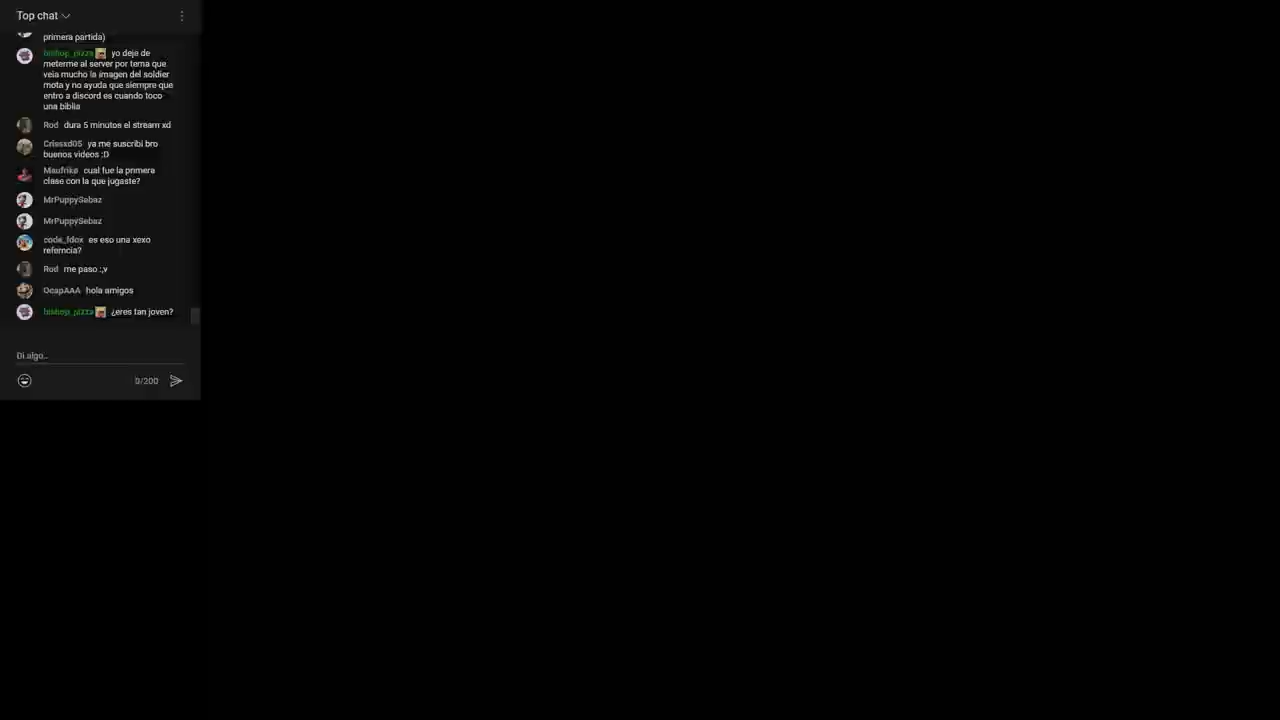 Top chat
primera partida)
bishop_pizza yo deje de
meterme al server por tema que
veia mucho la imagen del soldier
mota y no ayuda que siempre que
entro a discord es cuando toco
una biblia
Rod dura 5 minutos el stream xd
Crissxd05 ya me suscribi bro
buenos videos :D
Maufrike cual fue la primera
clase con la que jugaste?
MrPuppySebaz
MrPuppySebaz
code_fdox es eso una xexo
referncia?
Rod me paso :,v
OcapAAA hola amigos
bishop_pizza ¿eres tan joven?
Di algo...
0/200